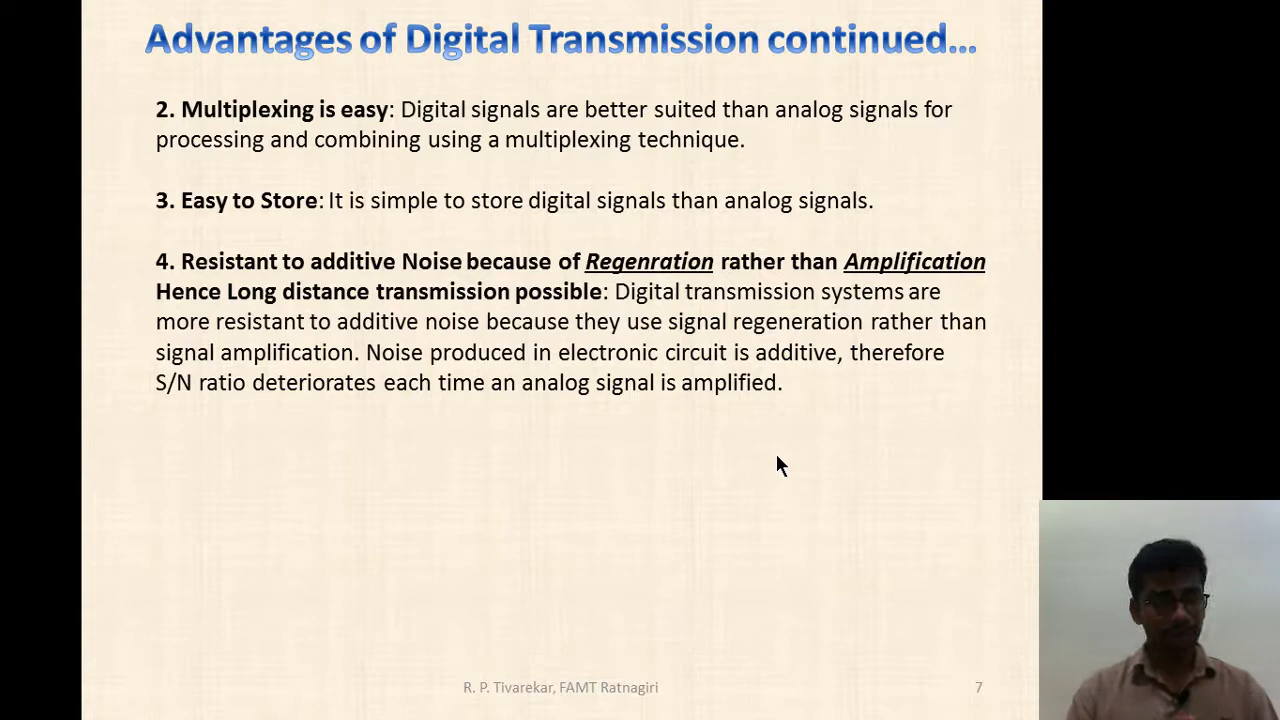 Advantages of Digital Transmission continued...
2. Multiplexing is easy: Digital signals are better suited than analog signals for
processing and combining using a multiplexing technique.
3. Easy to Store: It is simple to store digital signals than analog signals.
4. Resistant to additive Noise because of Regenration rather than Amplification
Hence Long distance transmission possible: Digital transmission systems are
more resistant to additive noise because they use signal regeneration rather than
signal amplification. Noise produced in electronic circuit is additive, therefore
S/N ratio deteriorates each time an analog signal is amplified.
R. P. Tivarekar, FAMT Ratnagiri
7